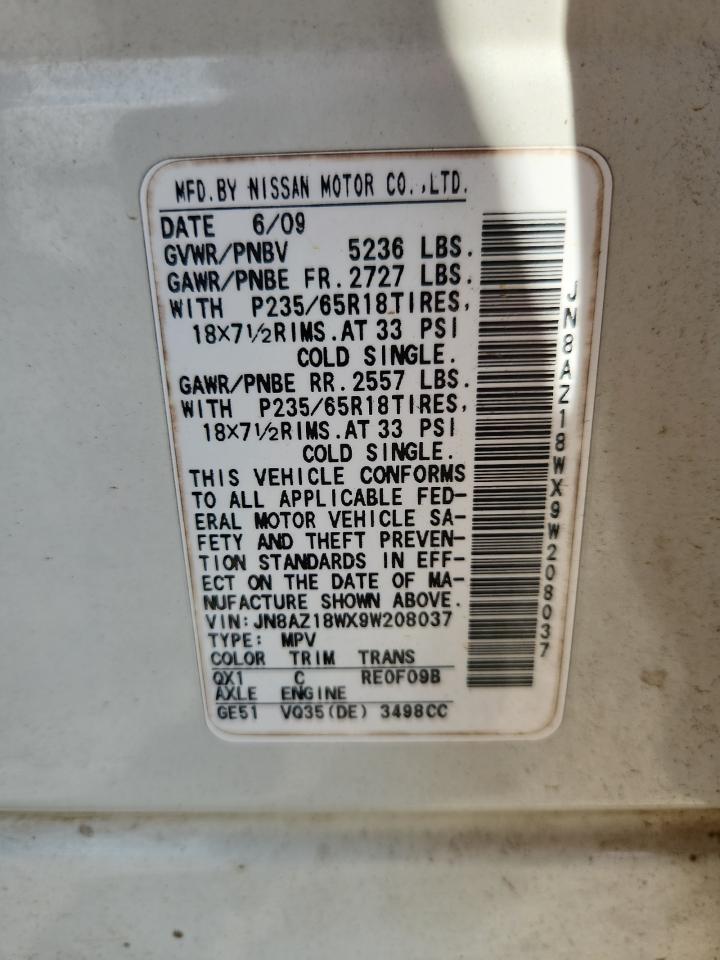 MFD.BY NISSAN MOTOR CO.,LTD.
DATE 6/09
GVWR/PNBV 5236 LBS.
GAWR/PNBE FR.2727 LBS.
WITH P235/65R18TIRES,
18×7½RIMS.AT 33 PSI
COLD SINGLE.
GAWR/PNBE RR.2557 LBS.
WITH P235/65R18TIRES,
18×7½RIMS.AT 33 PSI
COLD SINGLE.
THIS VEHICLE CONFORMS
TO ALL APPLICABLE FED-
ERAL MOTOR VEHICLE SA-
FETY AND THEFT PREVEN-
TION STANDARDS IN EFF-
ECT ON THE DATE OF MA-
NUFACTURE SHOWN ABOVE.
VIN:JN8AZ18WX9W208037
TYPE: MPV
COLOR TRIM TRANS
QX1 C RE0F09B
AXLE ENGINE
GE51 VQ35(DE) 3498CC
JN8AZ18WX9W208037